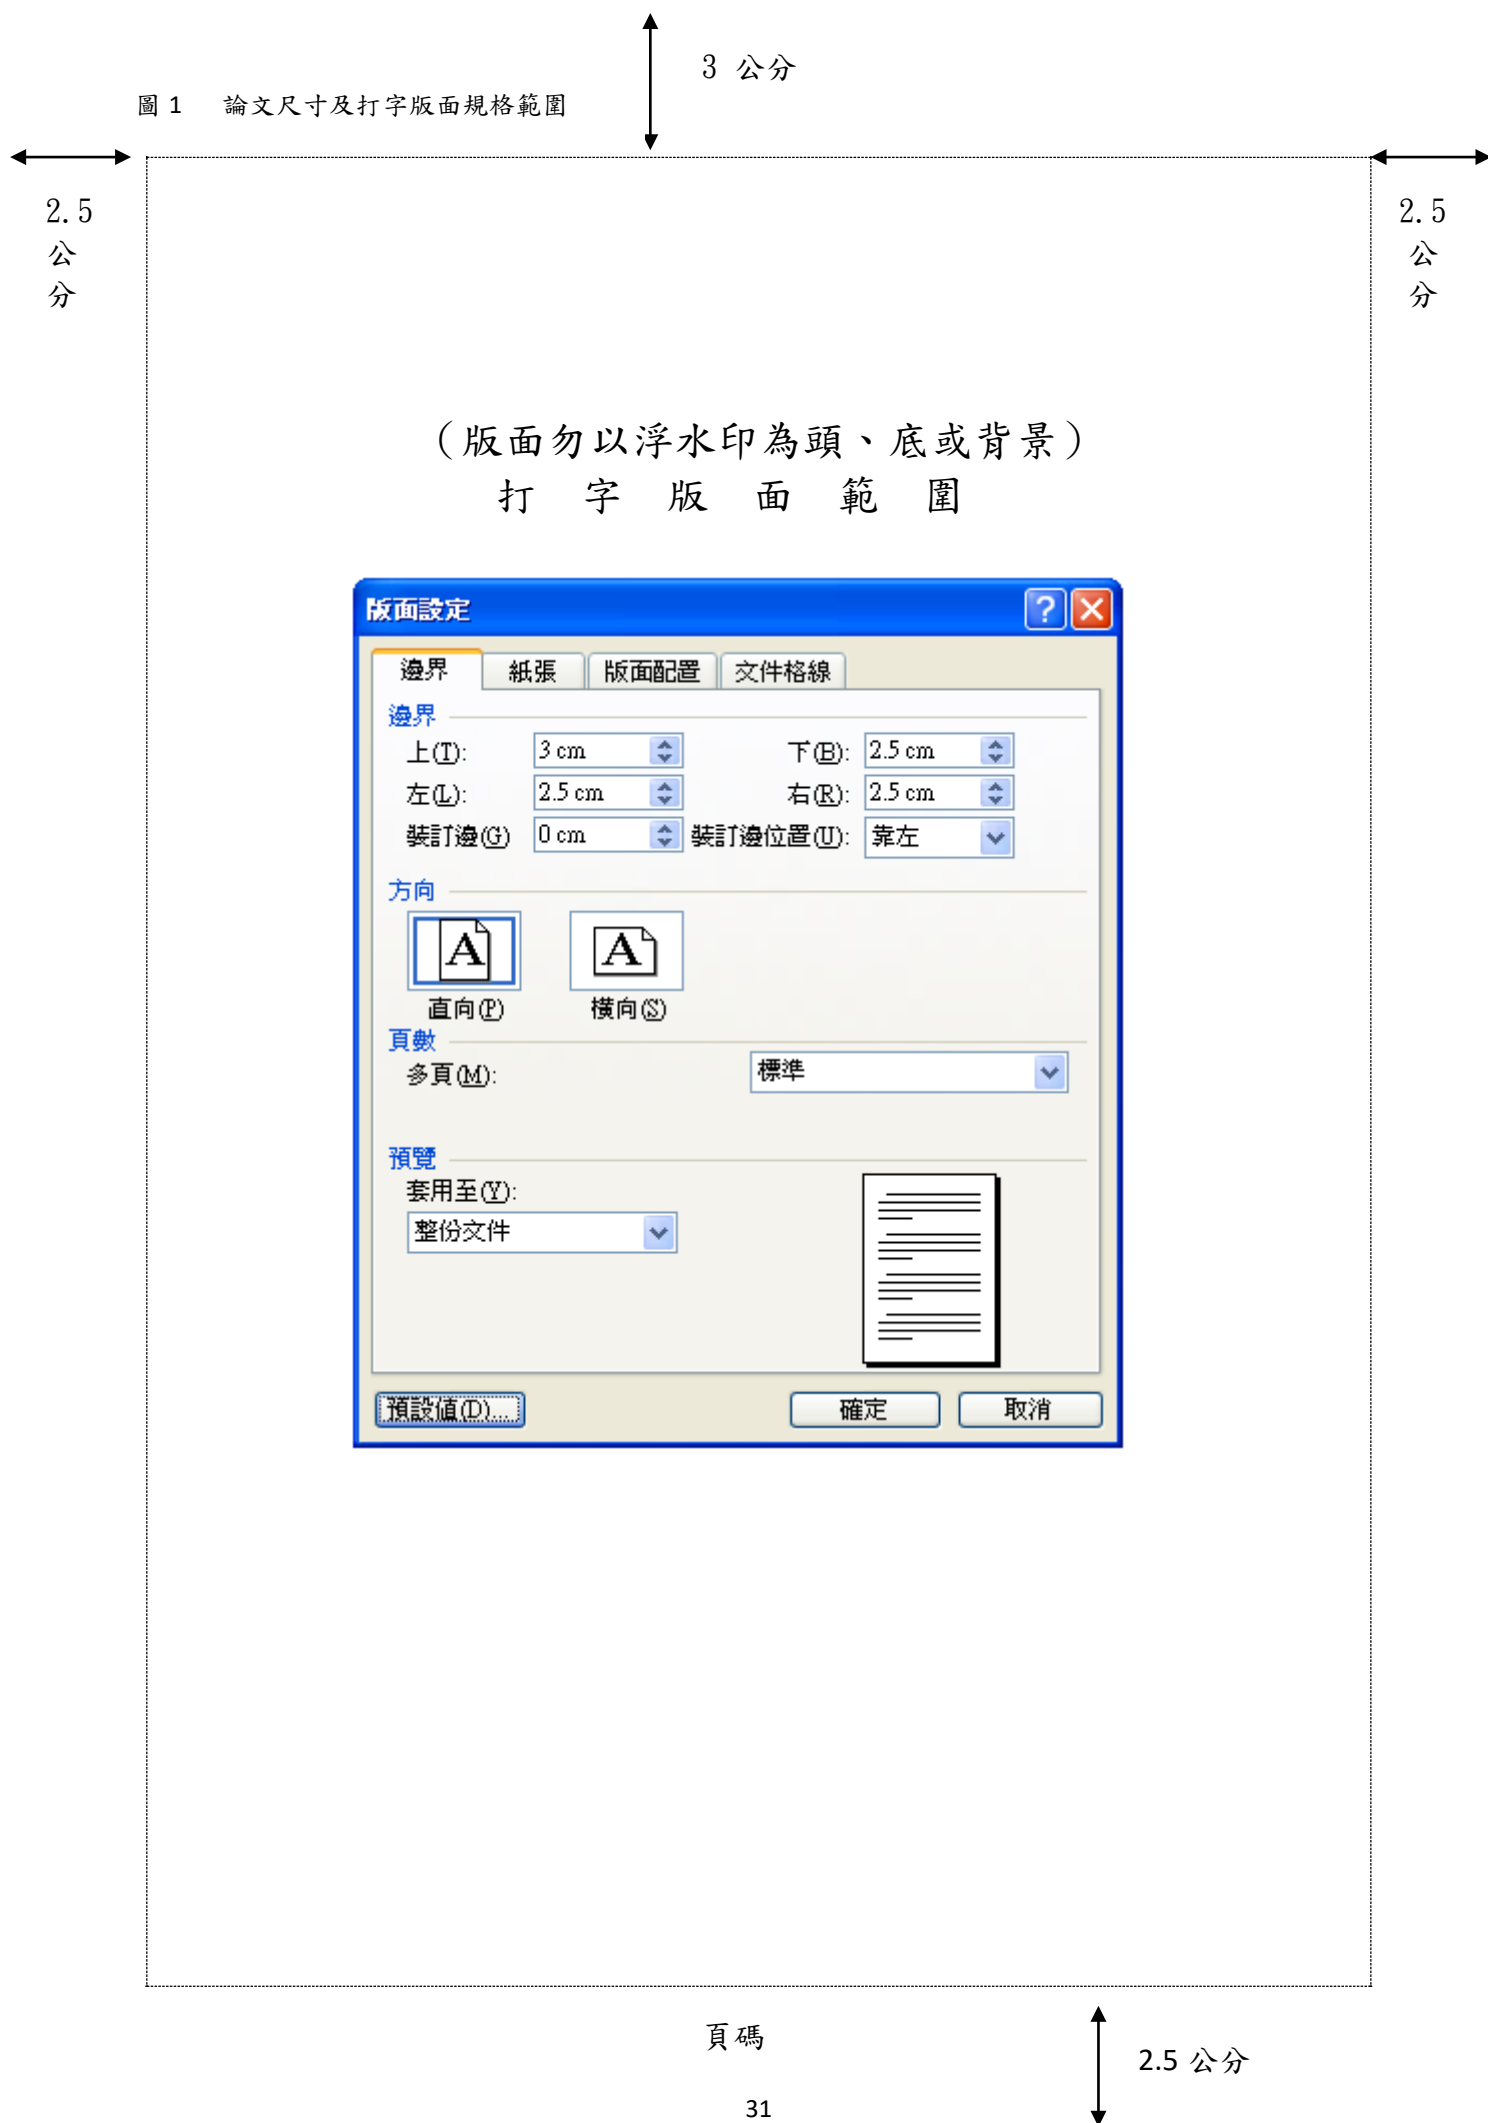 3 公分
圖 1 論文尺寸及打字版面規格範圍
2.5
公
分
2.5
公
分
（版面勿以浮水印為頭、底或背景）
打 字 版 面 範 圍
版面設定
邊界 紙張 版面配置 文件格線
邊界
上(T): 3 cm 下(B): 2.5 cm
左(L): 2.5 cm 右(R): 2.5 cm
裝訂邊(G) 0 cm 裝訂邊位置(U): 靠左
方向
A A
直向(P) 橫向(S)
頁數
多頁(M): 標準
預覽
套用至(Y):
整份文件
預設值(D)... 確定 取消
頁碼
2.5 公分
31